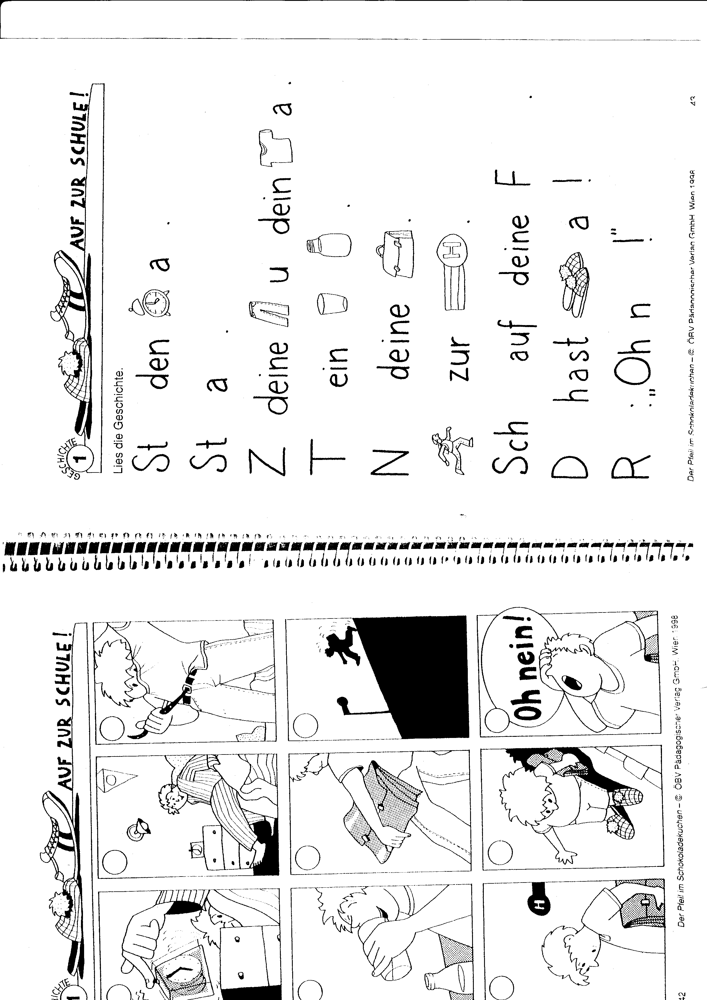 GESCHICHTE
1
AUF ZUR SCHULE!
Lies die Geschichte.
St den a.
St a.
Z deine u dein a.
T ein.
N deine.
zur H.
Sch auf deine F.
D hast a!
R : „Oh n !"
Der Pfeil im Schokoladekuchen – © ÖBV Pädagogischer Verlag GmbH, Wien 1998
43
ICHTE
1
AUF ZUR SCHULE!
H
Oh nein!
42
Der Pfeil im Schokoladekuchen – © ÖBV Pädagogischer Verlag GmbH, Wien 1998